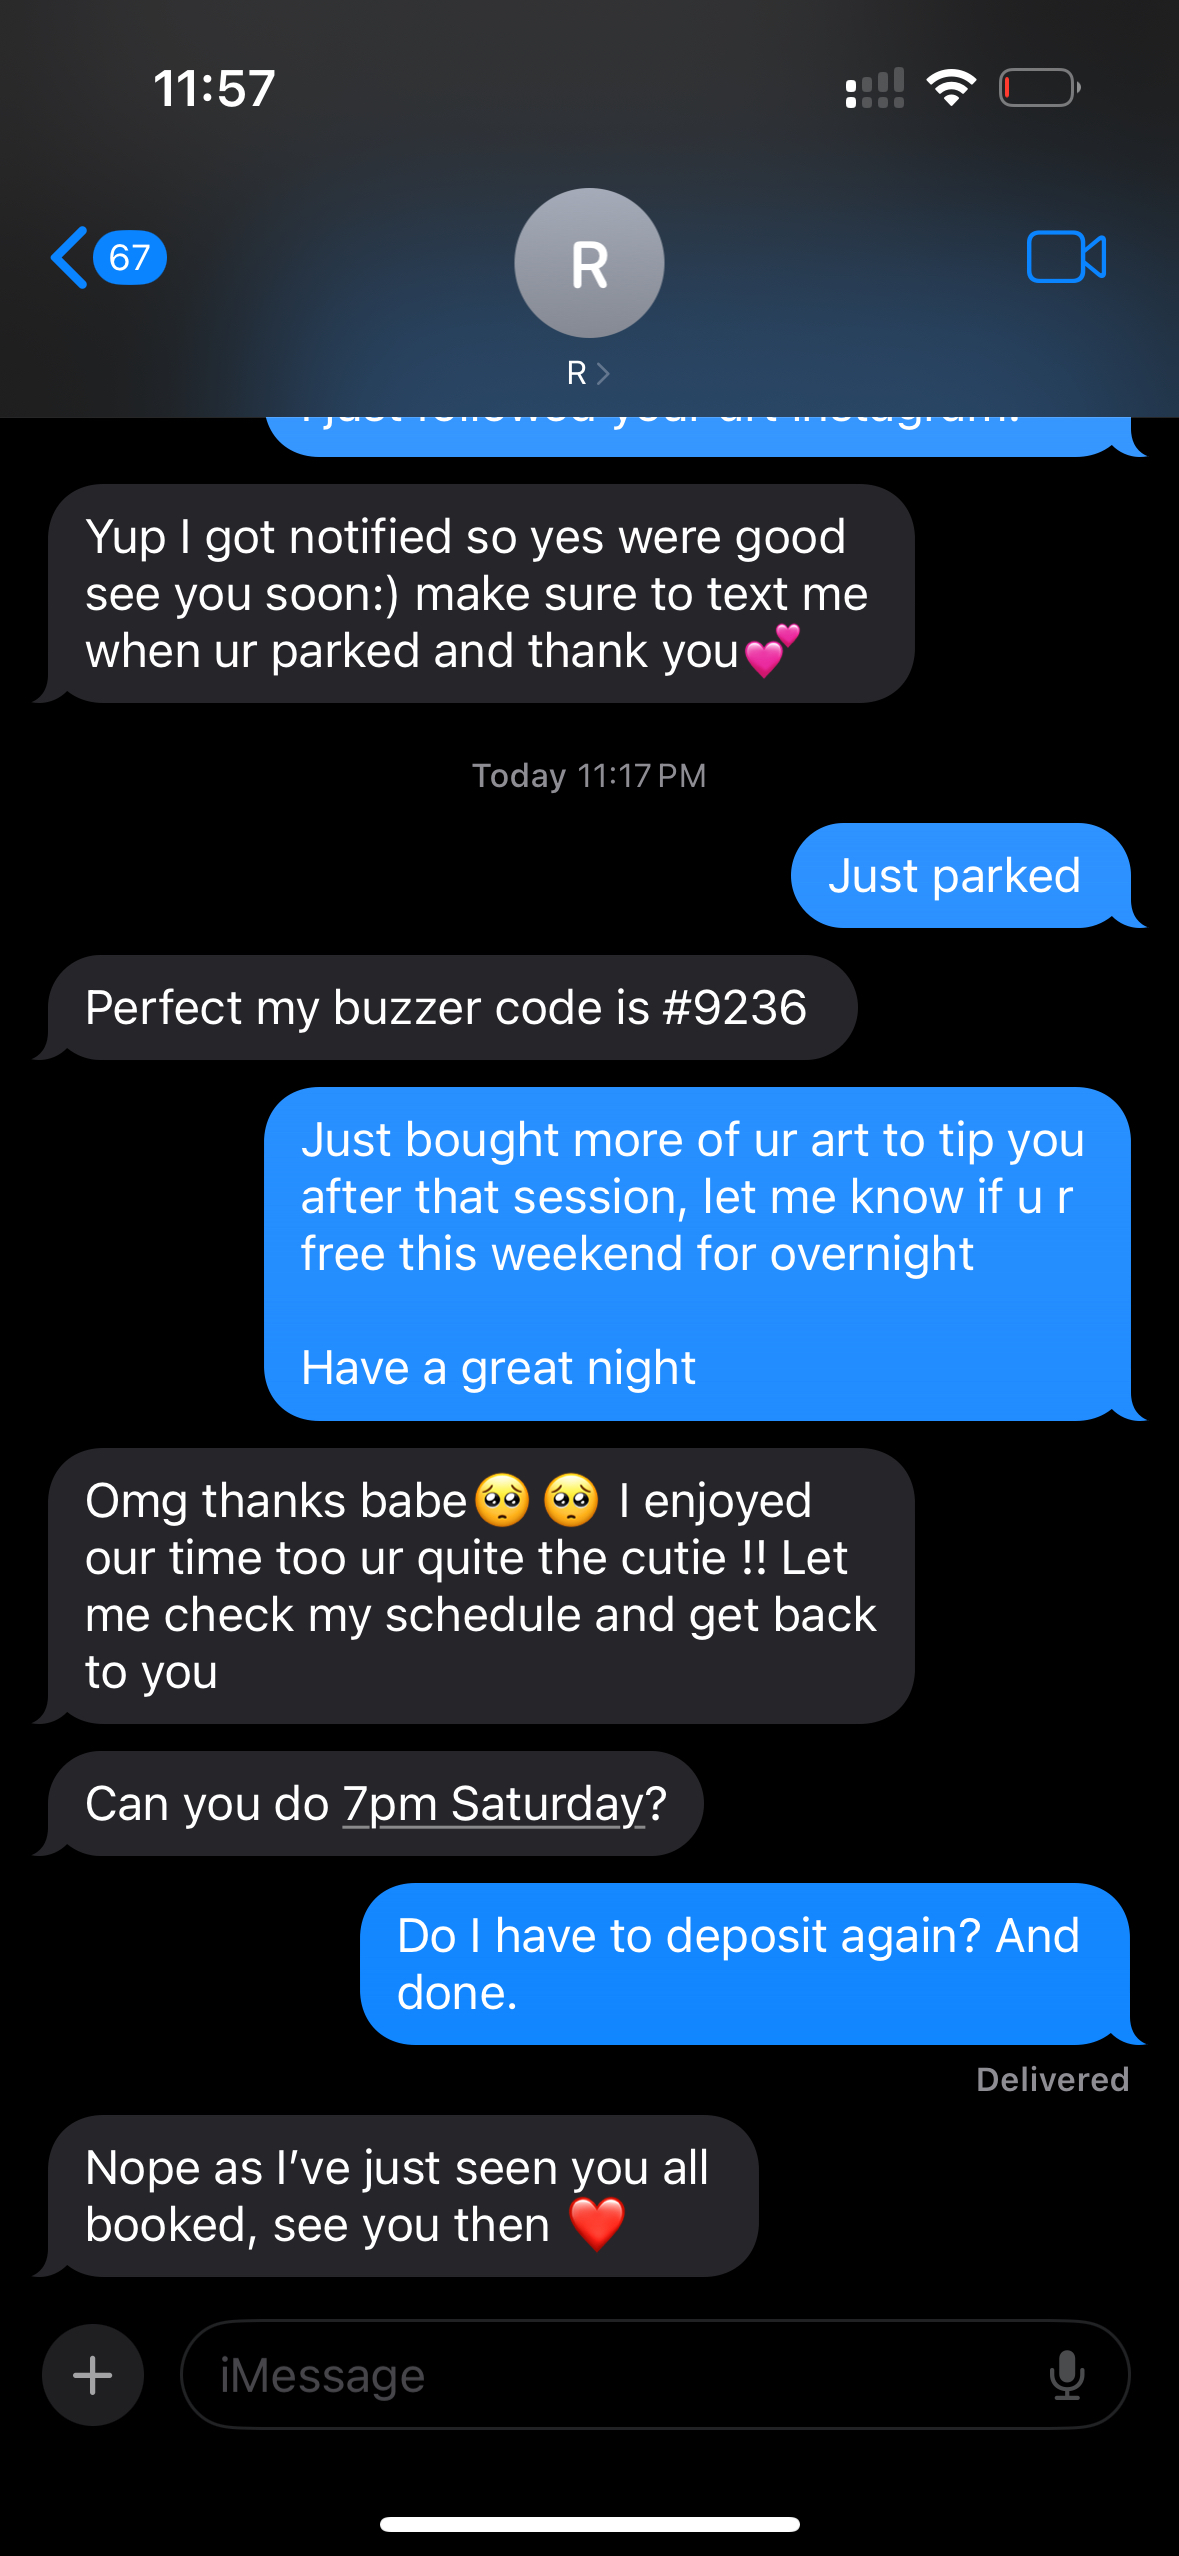 11:57
67
R
R
I just followed your art instagram!
Yup I got notified so yes were good
see you soon:) make sure to text me
when ur parked and thank you💕
Today 11:17 PM
Just parked
Perfect my buzzer code is #9236
Just bought more of ur art to tip you
after that session, let me know if u r
free this weekend for overnight
Have a great night
Omg thanks babe🥺🥺 I enjoyed
our time too ur quite the cutie !! Let
me check my schedule and get back
to you
Can you do 7pm Saturday?
Do I have to deposit again? And
done.
Delivered
Nope as I’ve just seen you all
booked, see you then ❤️
iMessage